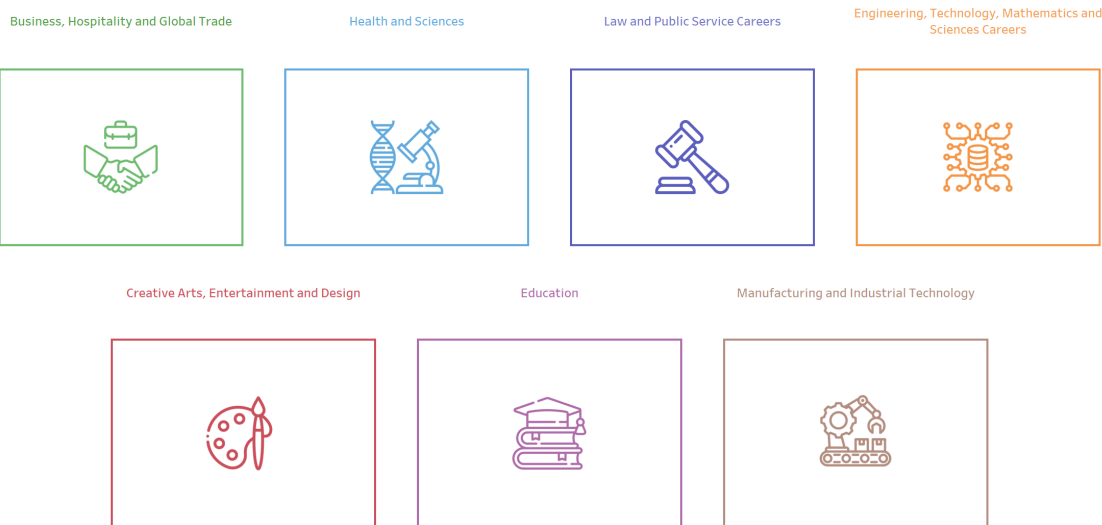 Business, Hospitality and Global Trade
Health and Sciences
Law and Public Service Careers
Engineering, Technology, Mathematics and
Sciences Careers
Creative Arts, Entertainment and Design
Education
Manufacturing and Industrial Technology